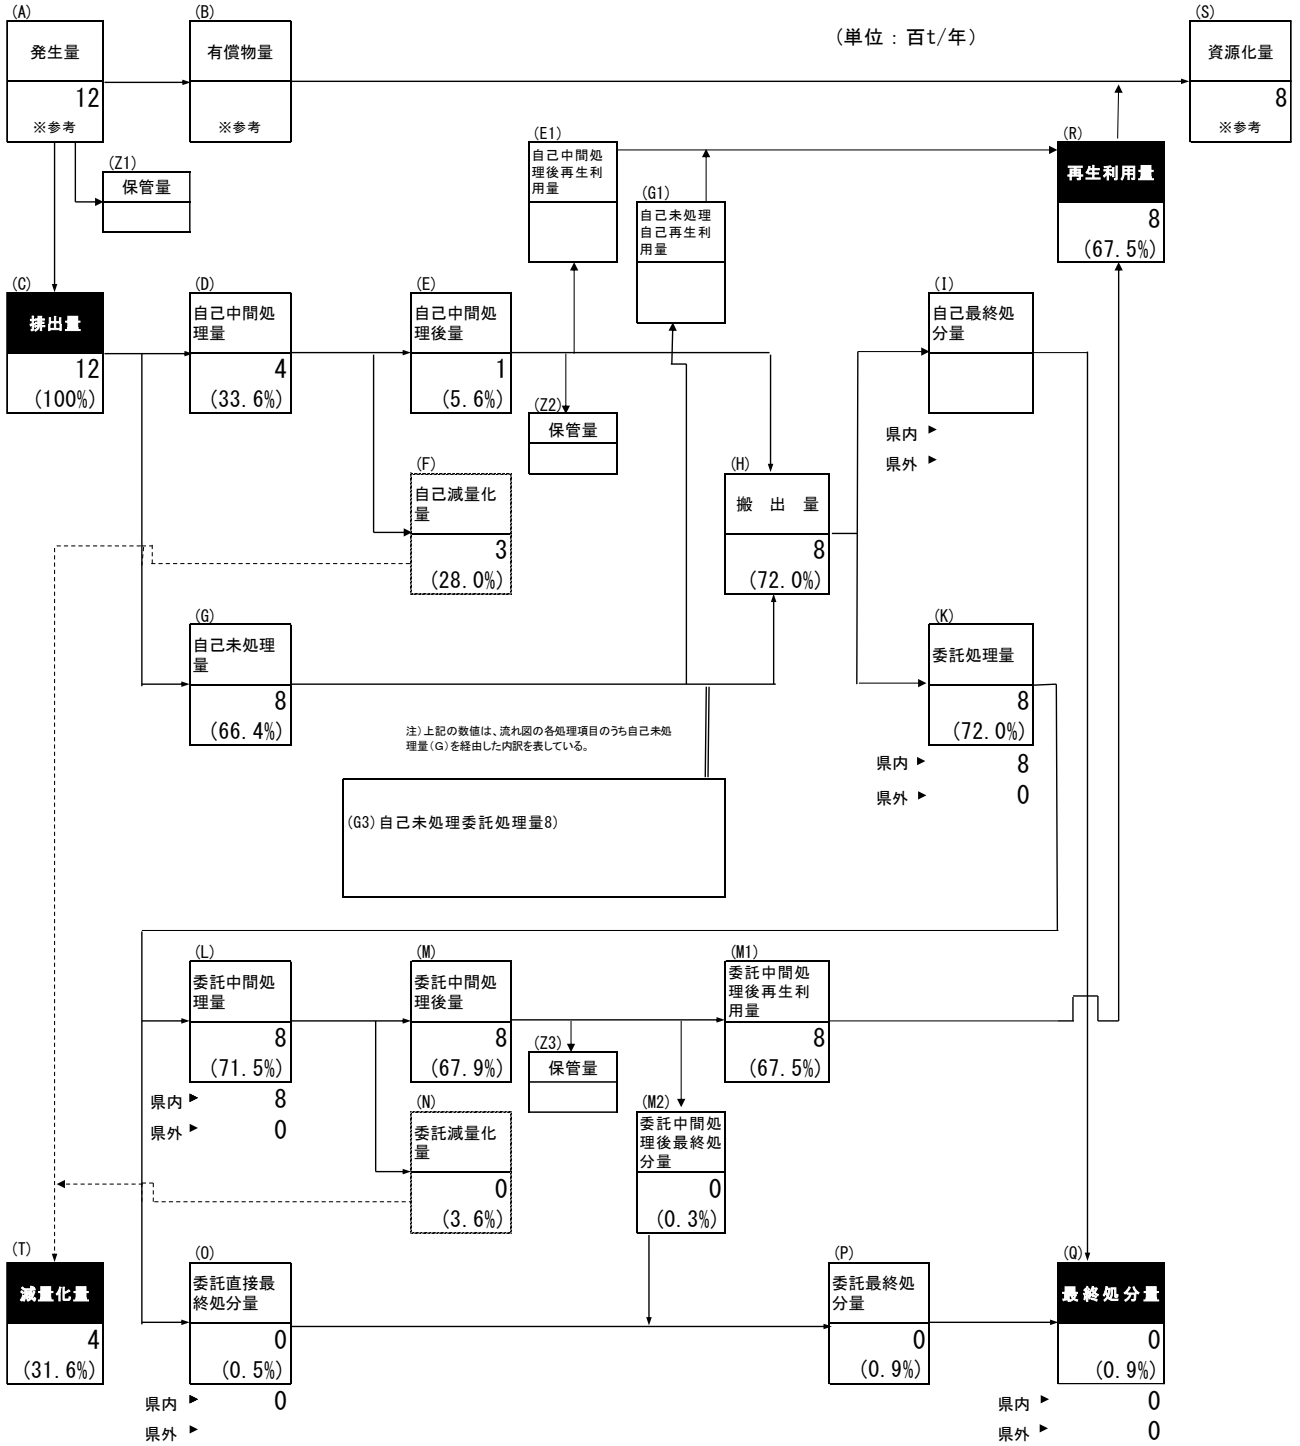 (A)
発生量
12
※参考
(B)
有償物量
※参考
(単位：百t/年)
(S)
資源化量
8
※参考
(Z1)
保管量
(E1)
自己中間処
理後再生利
用量
(G1)
自己未処理
自己再生利
用量
(R)
再生利用量
8
(67.5%)
(C)
排出量
12
(100%)
(D)
自己中間処
理量
4
(33.6%)
(E)
自己中間処
理後量
1
(5.6%)
(I)
自己最終処
分量
県内 ▶
県外 ▶
(Z2)
保管量
(F)
自己減量化
量
3
(28.0%)
(H)
搬 出 量
8
(72.0%)
(G)
自己未処理
量
8
(66.4%)
(K)
委託処理量
8
(72.0%)
県内 ▶ 8
県外 ▶ 0
注)上記の数値は、流れ図の各処理項目のうち自己未処
理量(G)を経由した内訳を表している。
(G3)自己未処理委託処理量8)
(L)
委託中間処
理量
8
(71.5%)
県内 ▶ 8
県外 ▶ 0
(M)
委託中間処
理後量
8
(67.9%)
(M1)
委託中間処
理後再生利
用量
8
(67.5%)
(Z3)
保管量
(N)
委託減量化
量
0
(3.6%)
(M2)
委託中間処
理後最終処
分量
0
(0.3%)
(T)
減量化量
4
(31.6%)
(O)
委託直接最
終処分量
0
(0.5%)
県内 ▶ 0
県外 ▶
(P)
委託最終処
分量
0
(0.9%)
(Q)
最終処分量
0
(0.9%)
県内 ▶ 0
県外 ▶ 0